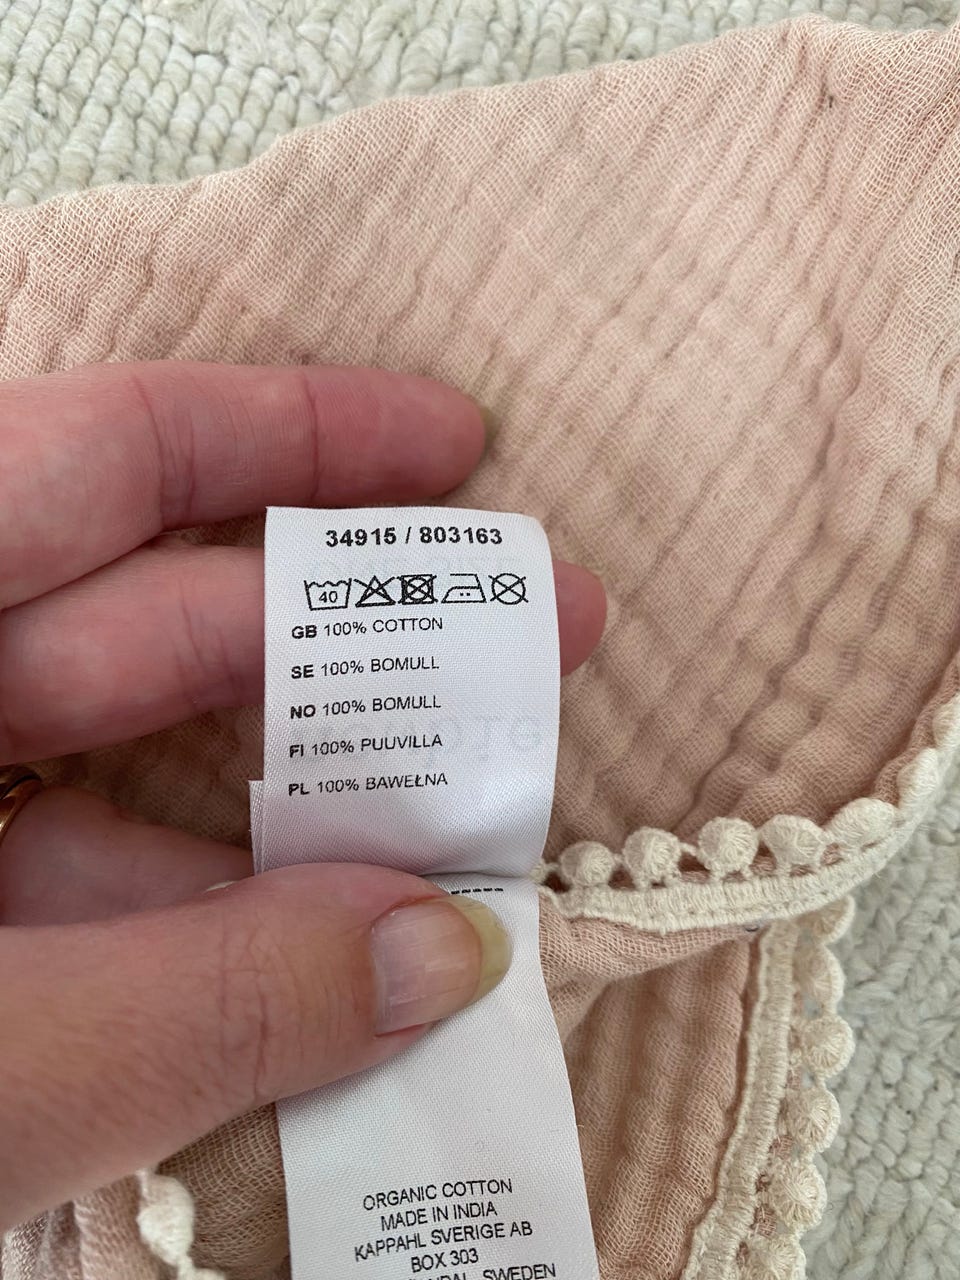 34915 / 803163
40
GB 100% COTTON
SE 100% BOMULL
NO 100% BOMULL
FI 100% PUUVILLA
PL 100% BAWEŁNA
ORGANIC COTTON
MADE IN INDIA
KAPPAHL SVERIGE AB
BOX 303
SWEDEN